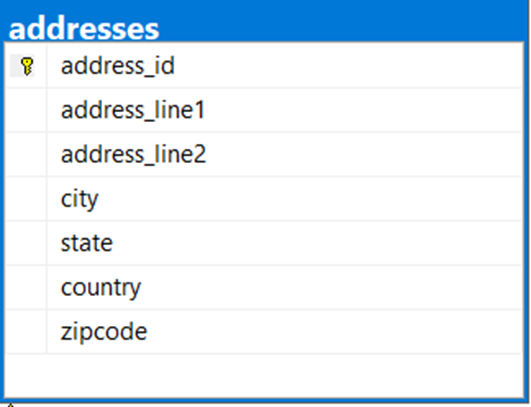 addresses
address_id
address_line1
address_line2
city
state
country
zipcode